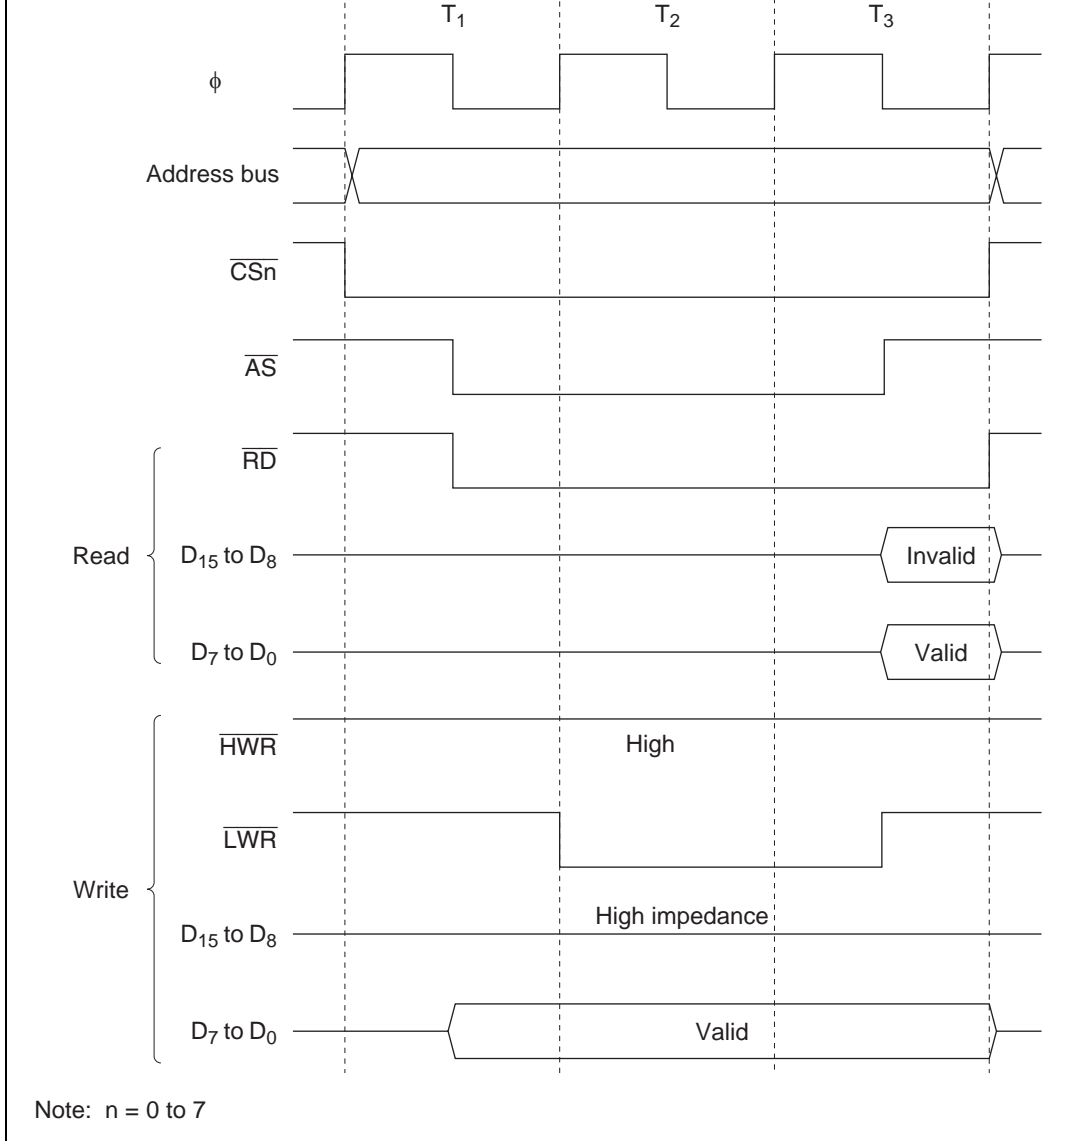 T1 T2 T3
ϕ
Address bus
CSn
AS
RD
Read
D15 to D8
Invalid
D7 to D0
Valid
HWR
High
LWR
Write
High impedance
D15 to D8
D7 to D0
Valid
Note: n = 0 to 7